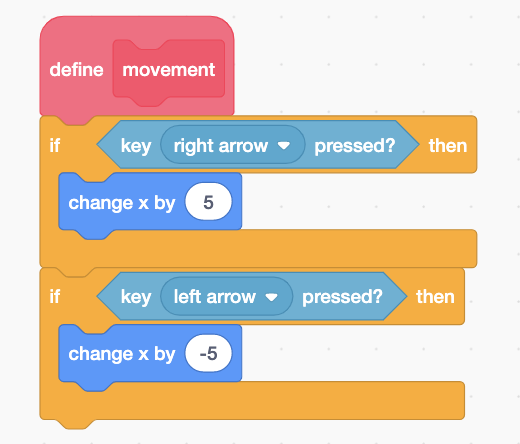 define movement
if key right arrow pressed? then
change x by 5
if key left arrow pressed? then
change x by -5